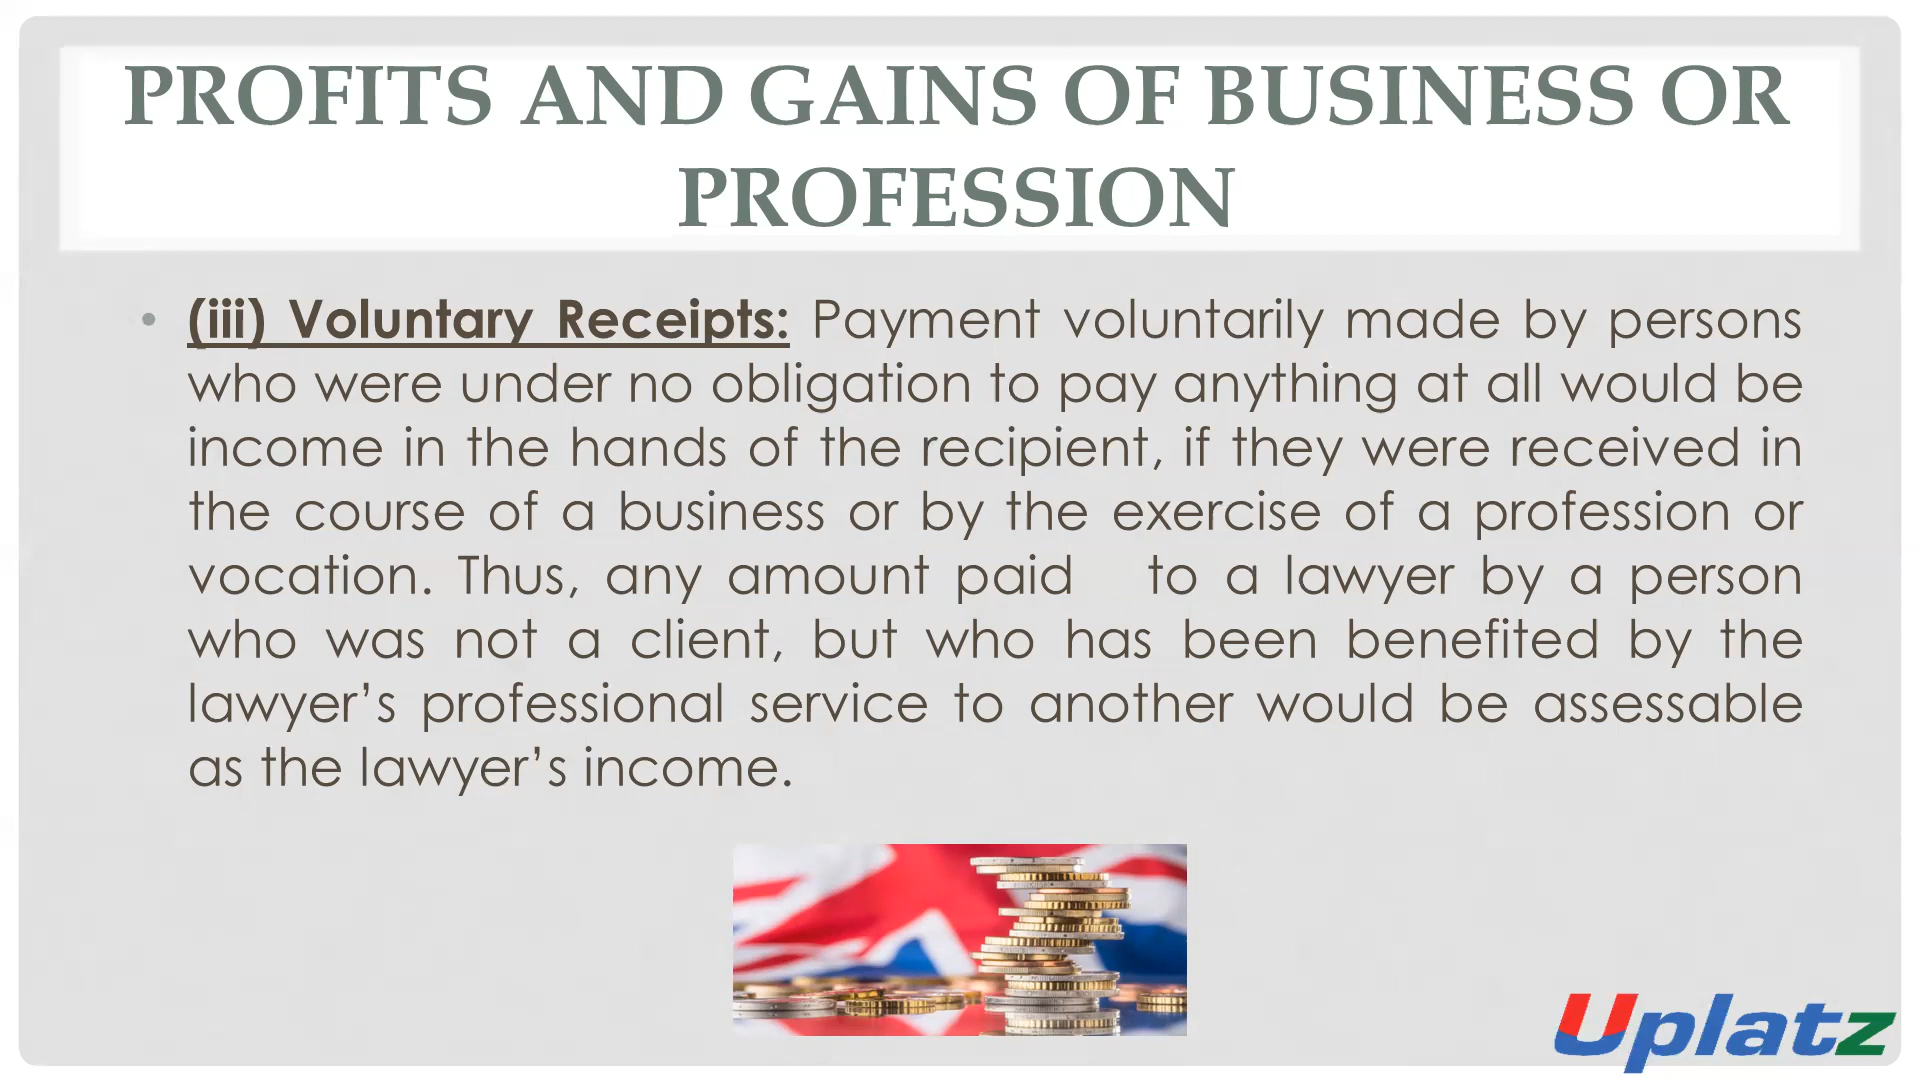 PROFITS AND GAINS OF BUSINESS OR
PROFESSION
• (iii) Voluntary Receipts: Payment voluntarily made by persons
who were under no obligation to pay anything at all would be
income in the hands of the recipient, if they were received in
the course of a business or by the exercise of a profession or
vocation. Thus, any amount paid to a lawyer by a person
who was not a client, but who has been benefited by the
lawyer’s professional service to another would be assessable
as the lawyer’s income.
Uplatz